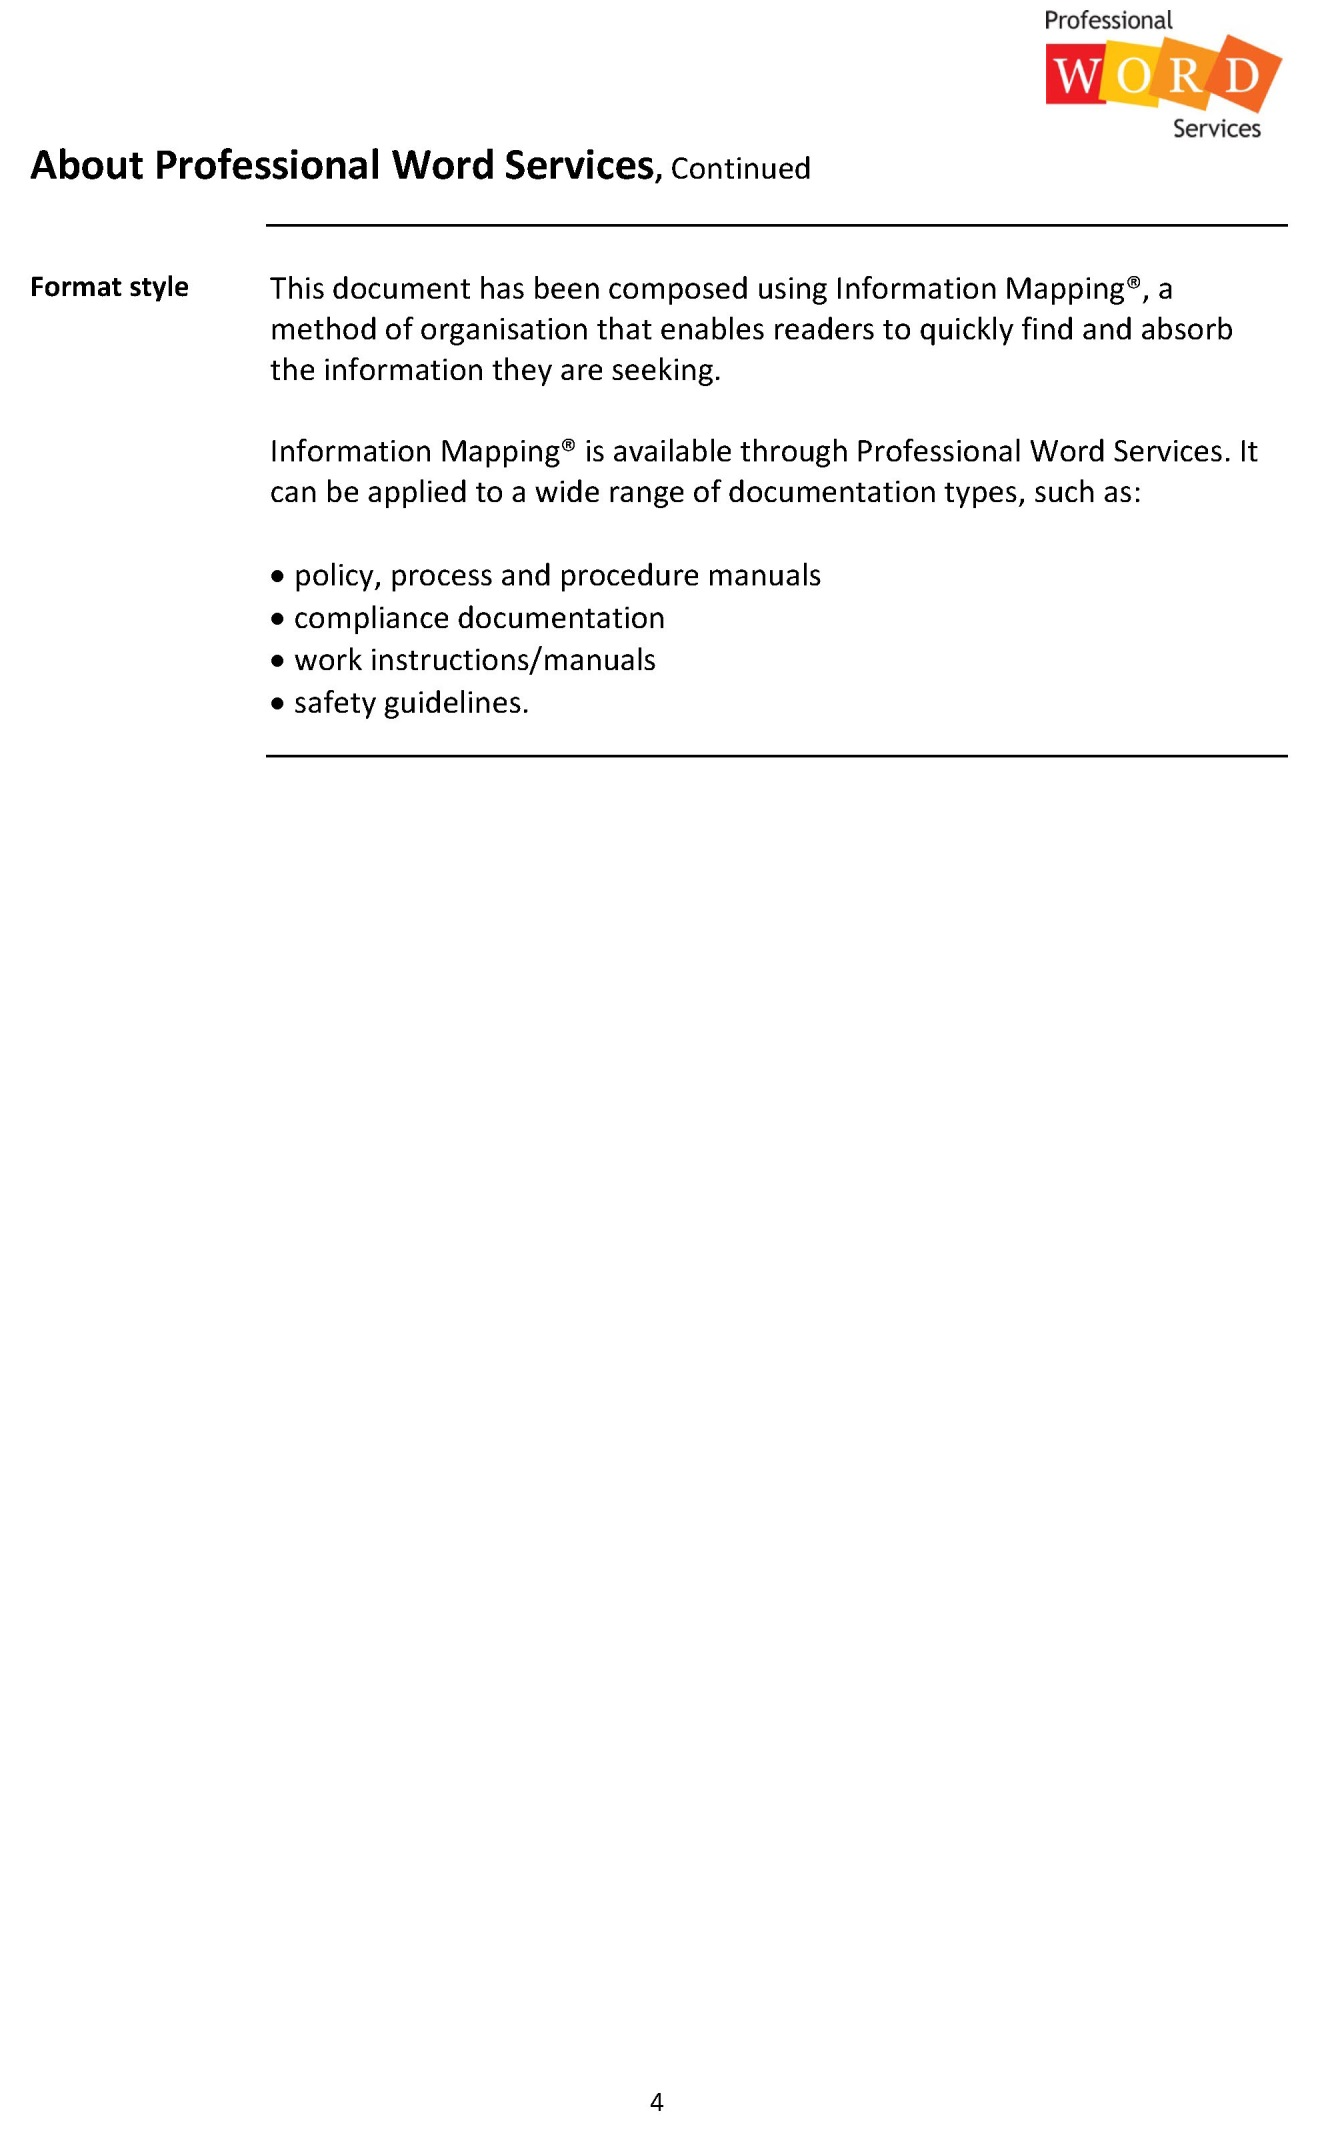 Professional
WORD
Services
About Professional Word Services, Continued
Format style
This document has been composed using Information Mapping®, a
method of organisation that enables readers to quickly find and absorb
the information they are seeking.
Information Mapping® is available through Professional Word Services. It
can be applied to a wide range of documentation types, such as:
• policy, process and procedure manuals
• compliance documentation
• work instructions/manuals
• safety guidelines.
4